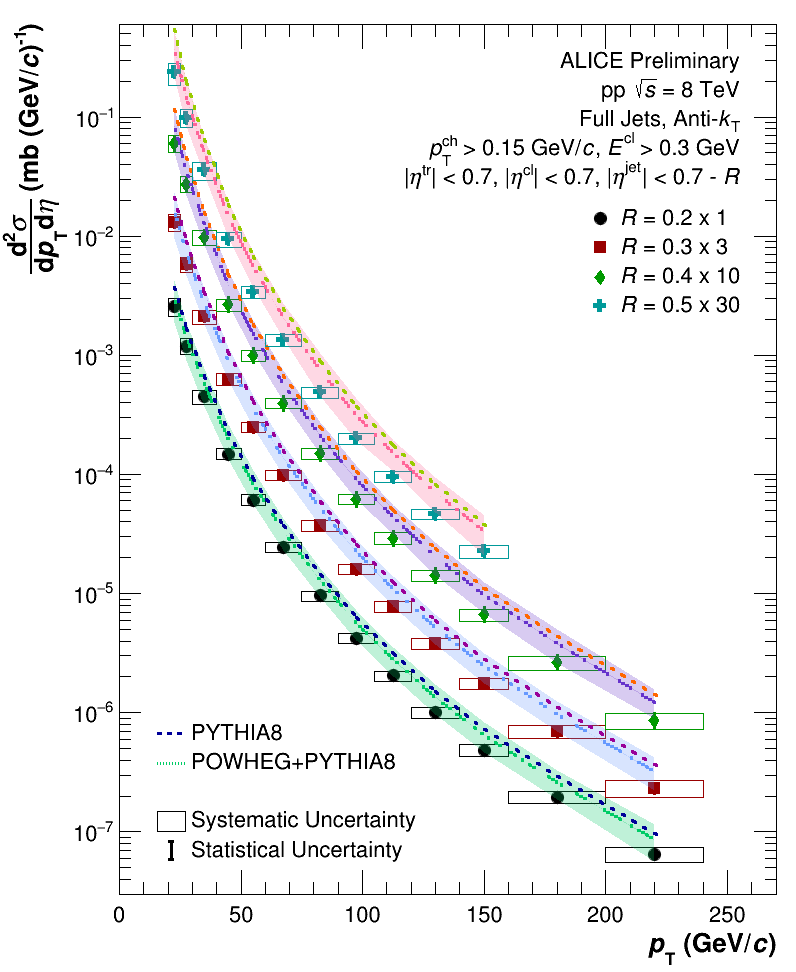 ALICE Preliminary
pp √s = 8 TeV
Full Jets, Anti-k_T
p_T^ch > 0.15 GeV/c, E^cl > 0.3 GeV
|η^tr| < 0.7, |η^cl| < 0.7, |η^jet| < 0.7 - R
R = 0.2 x 1
R = 0.3 x 3
R = 0.4 x 10
R = 0.5 x 30
d²σ/dp_T dη (mb (GeV/c)⁻¹)
10⁻¹
10⁻²
10⁻³
10⁻⁴
10⁻⁵
10⁻⁶
10⁻⁷
PYTHIA8
POWHEG+PYTHIA8
Systematic Uncertainty
Statistical Uncertainty
0 50 100 150 200 250
p_T (GeV/c)